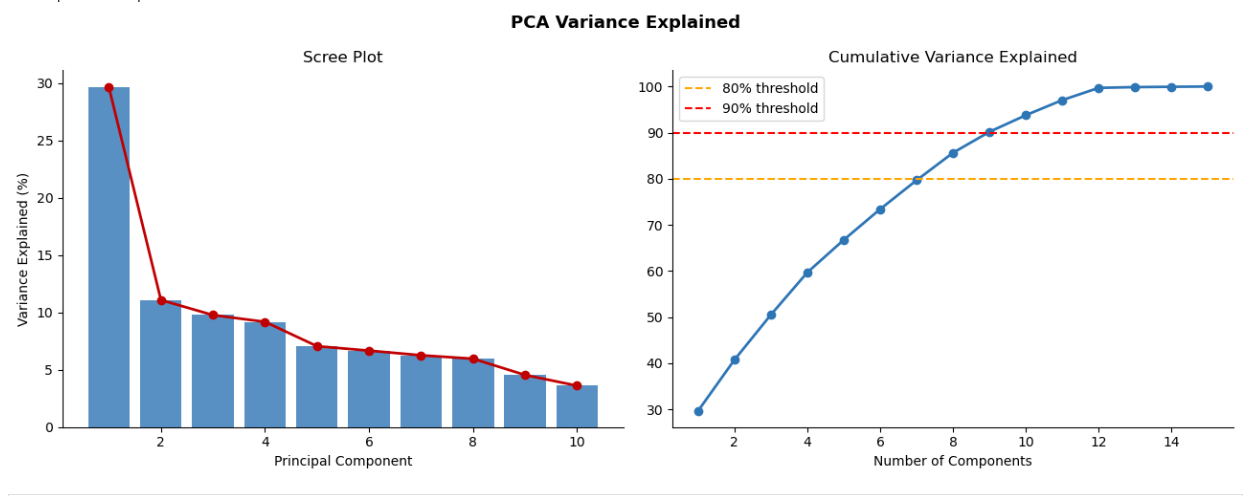 PCA Variance Explained
Scree Plot
30
25
20
15
10
5
0
Variance Explained (%)
2 4 6 8 10
Principal Component
Cumulative Variance Explained
80% threshold
90% threshold
100
90
80
70
60
50
40
30
2 4 6 8 10 12 14
Number of Components